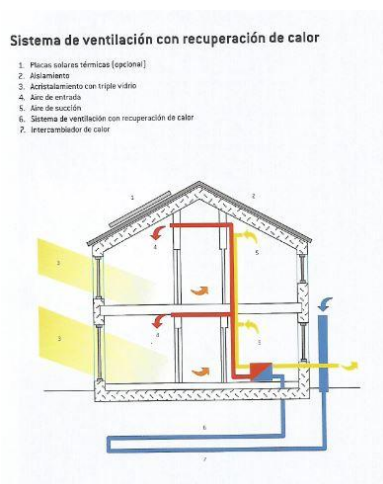 Sistema de ventilación con recuperación de calor
1. Placas solares térmicas (opcional)
2. Aislamiento
3. Acristalamiento con triple vidrio
4. Aire de entrada
5. Aire de succión
6. Sistema de ventilación con recuperación de calor
7. Intercambiador de calor
1
2
4
5
3
3
4
5
6
7